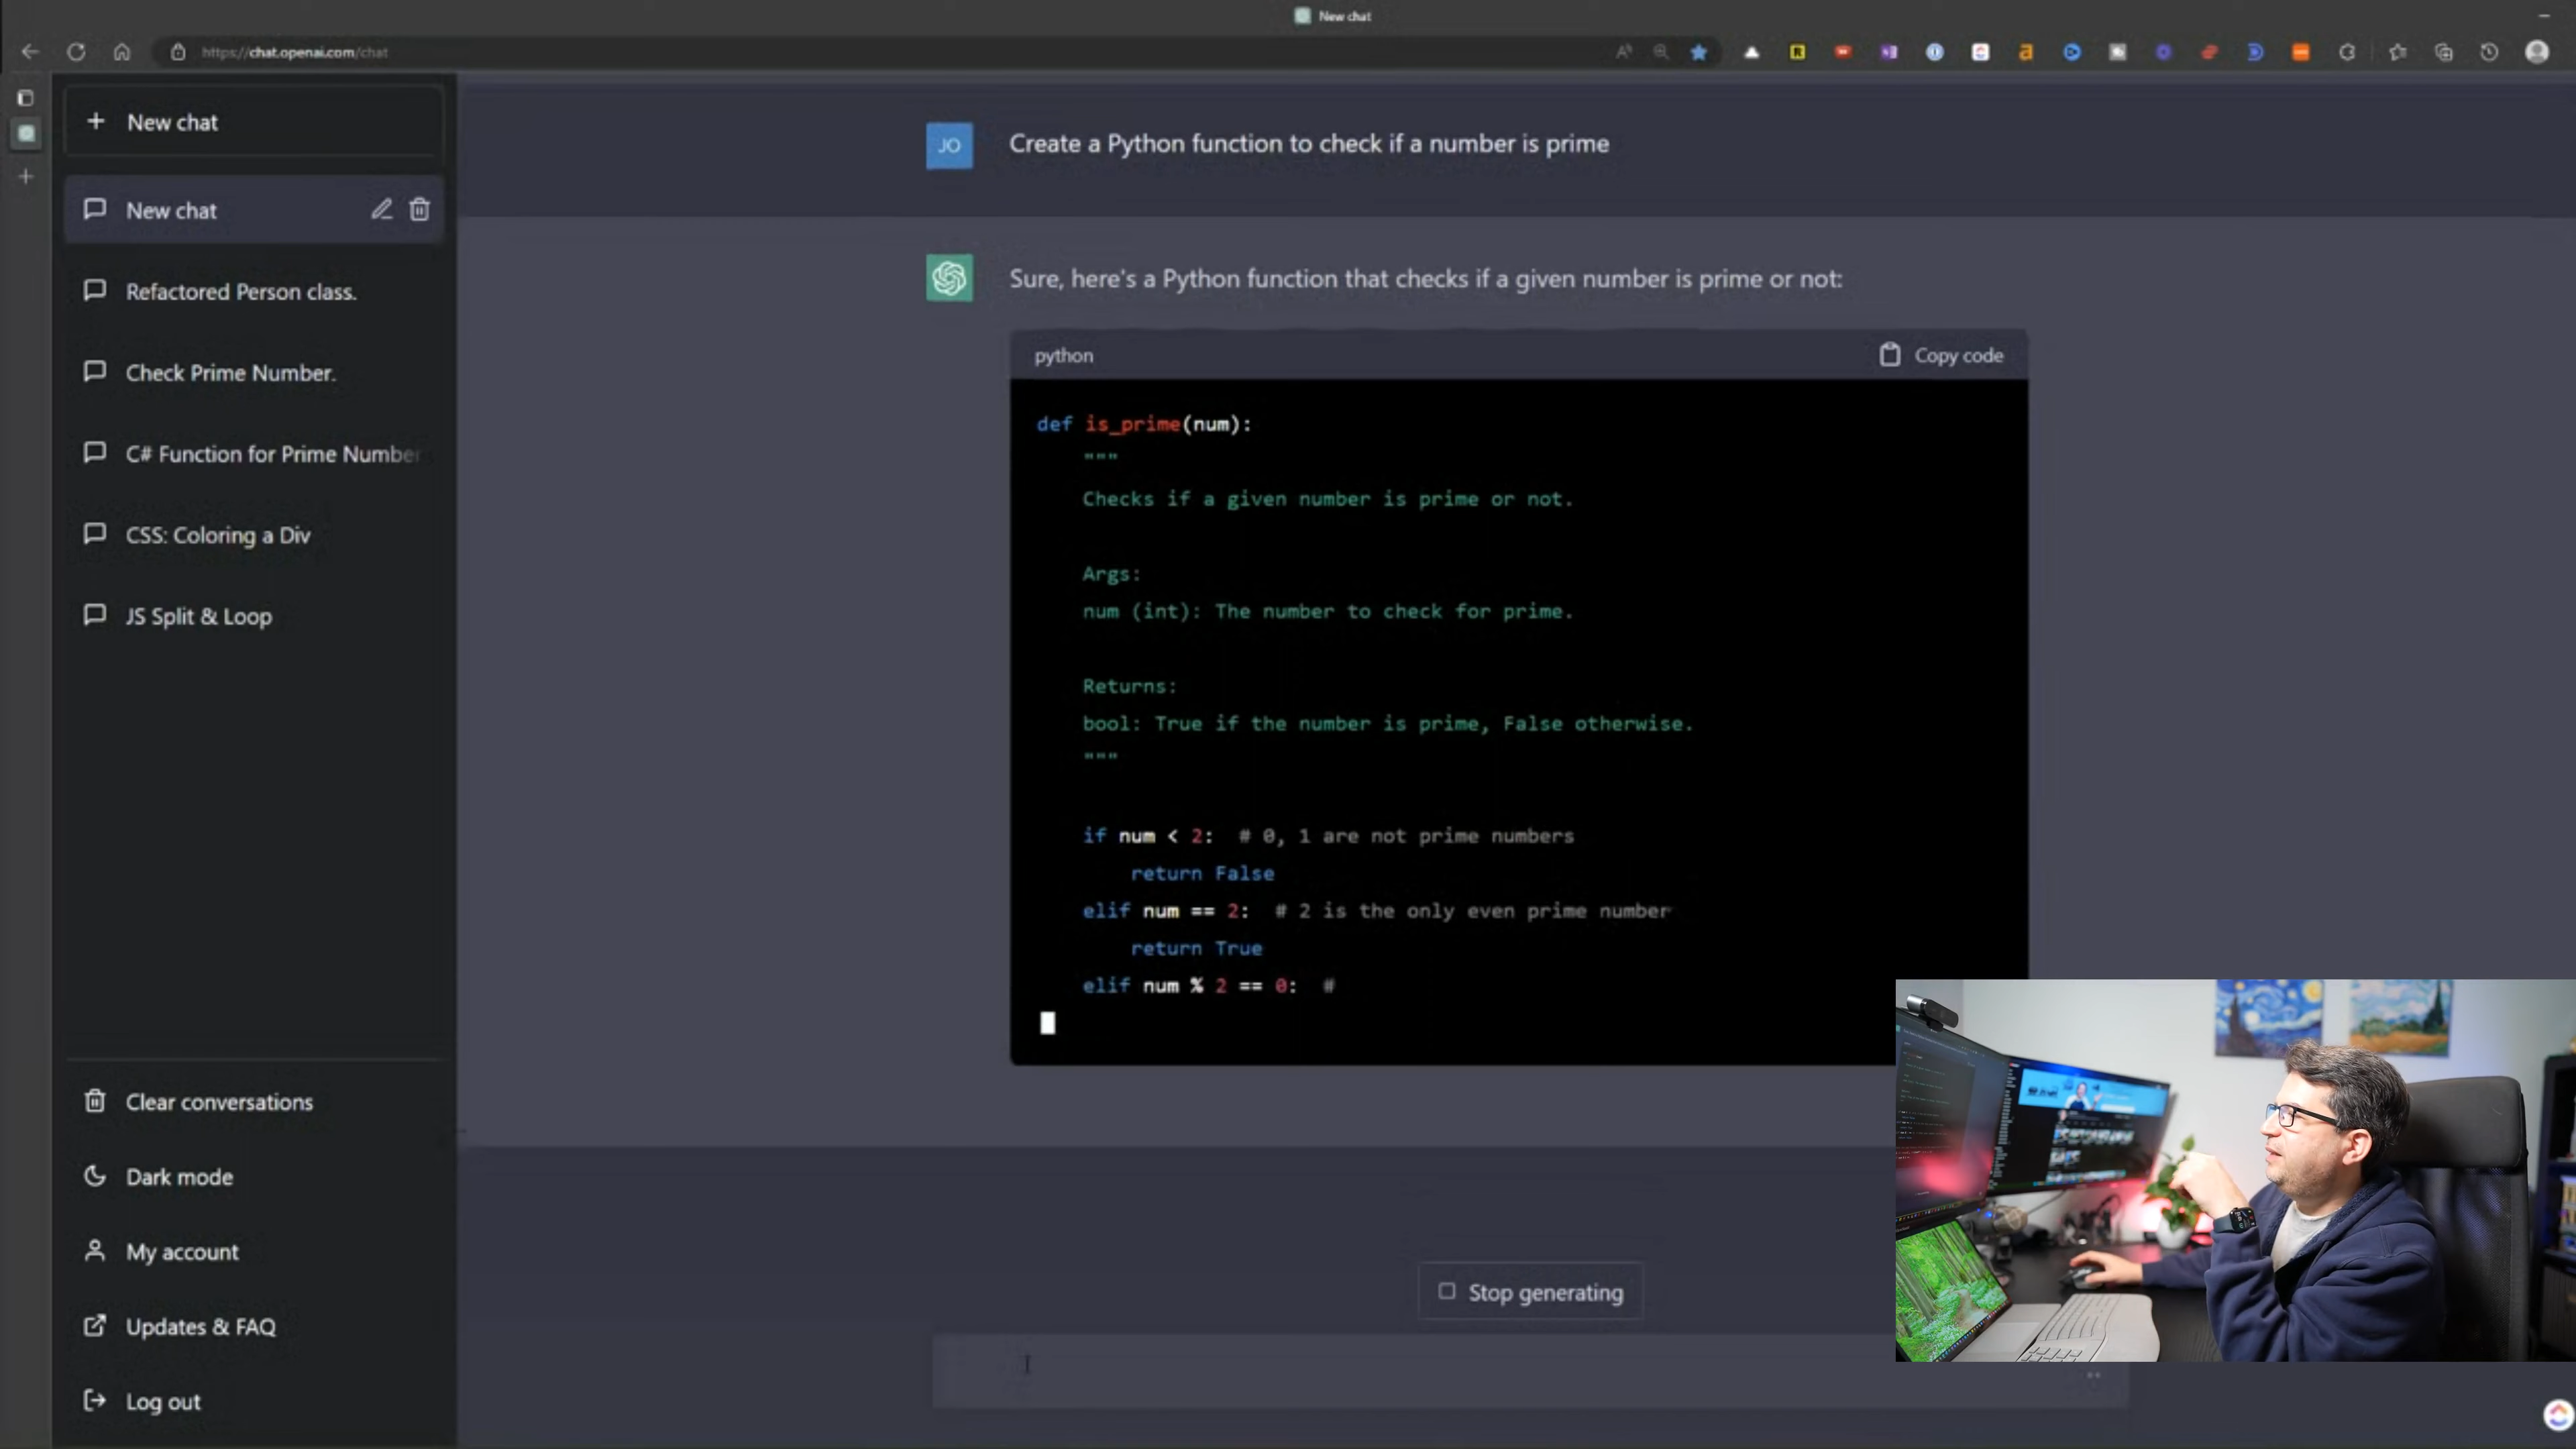 New chat
https://chat.openai.com/chat
New chat
New chat
Refactored Person class.
Check Prime Number.
C# Function for Prime Number
CSS: Coloring a Div
JS Split & Loop
Clear conversations
Dark mode
My account
Updates & FAQ
Log out
JO
Create a Python function to check if a number is prime
Sure, here's a Python function that checks if a given number is prime or not:
python
Copy code
def is_prime(num):
"""
Checks if a given number is prime or not.
Args:
num (int): The number to check for prime.
Returns:
bool: True if the number is prime, False otherwise.
"""
if num < 2: # 0, 1 are not prime numbers
return False
elif num == 2: # 2 is the only even prime number
return True
elif num % 2 == 0: #
Stop generating